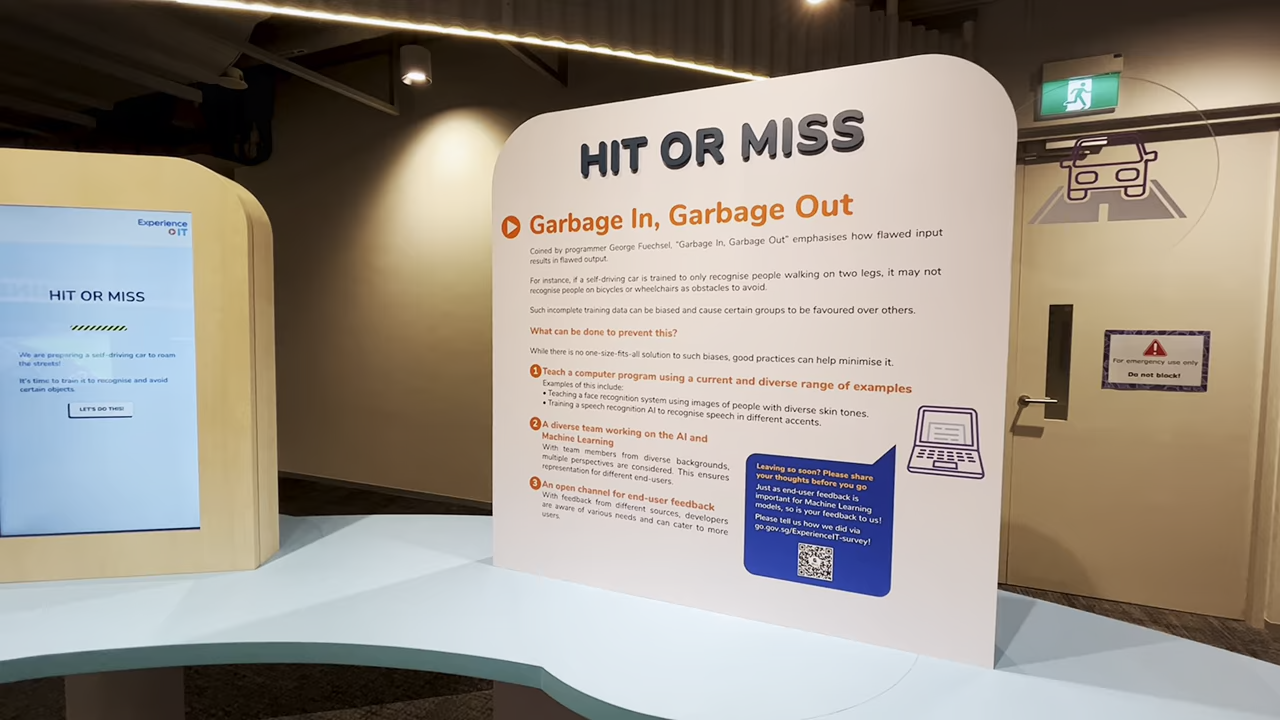 Experience
IT
HIT OR MISS
We are preparing a self-driving car to roam
the streets!
It's time to train it to recognise and avoid
certain objects.
LET'S DO THIS!
HIT OR MISS
Garbage In, Garbage Out
Coined by programmer George Fuechsel, "Garbage In, Garbage Out" emphasises how flawed input
results in flawed output.
For instance, if a self-driving car is trained to only recognise people walking on two legs, it may not
recognise people on bicycles or wheelchairs as obstacles to avoid.
Such incomplete training data can be biased and cause certain groups to be favoured over others.
What can be done to prevent this?
While there is no one-size-fits-all solution to such biases, good practices can help minimise it.
1 Teach a computer program using a current and diverse range of examples
Examples of this include:
• Teaching a face recognition system using images of people with diverse skin tones.
• Training a speech recognition AI to recognise speech in different accents.
2 A diverse team working on the AI and
Machine Learning
With team members from diverse backgrounds,
multiple perspectives are considered. This ensures
representation for different end-users.
3 An open channel for end-user feedback
With feedback from different sources, developers
are aware of various needs and can cater to more
users.
Leaving so soon? Please share
your thoughts before you go
Just as end-user feedback is
important for Machine Learning
models, so is your feedback to us!
Please tell us how we did via
go.gov.sg/ExperienceIT-survey!
For emergency use only
Do not block!